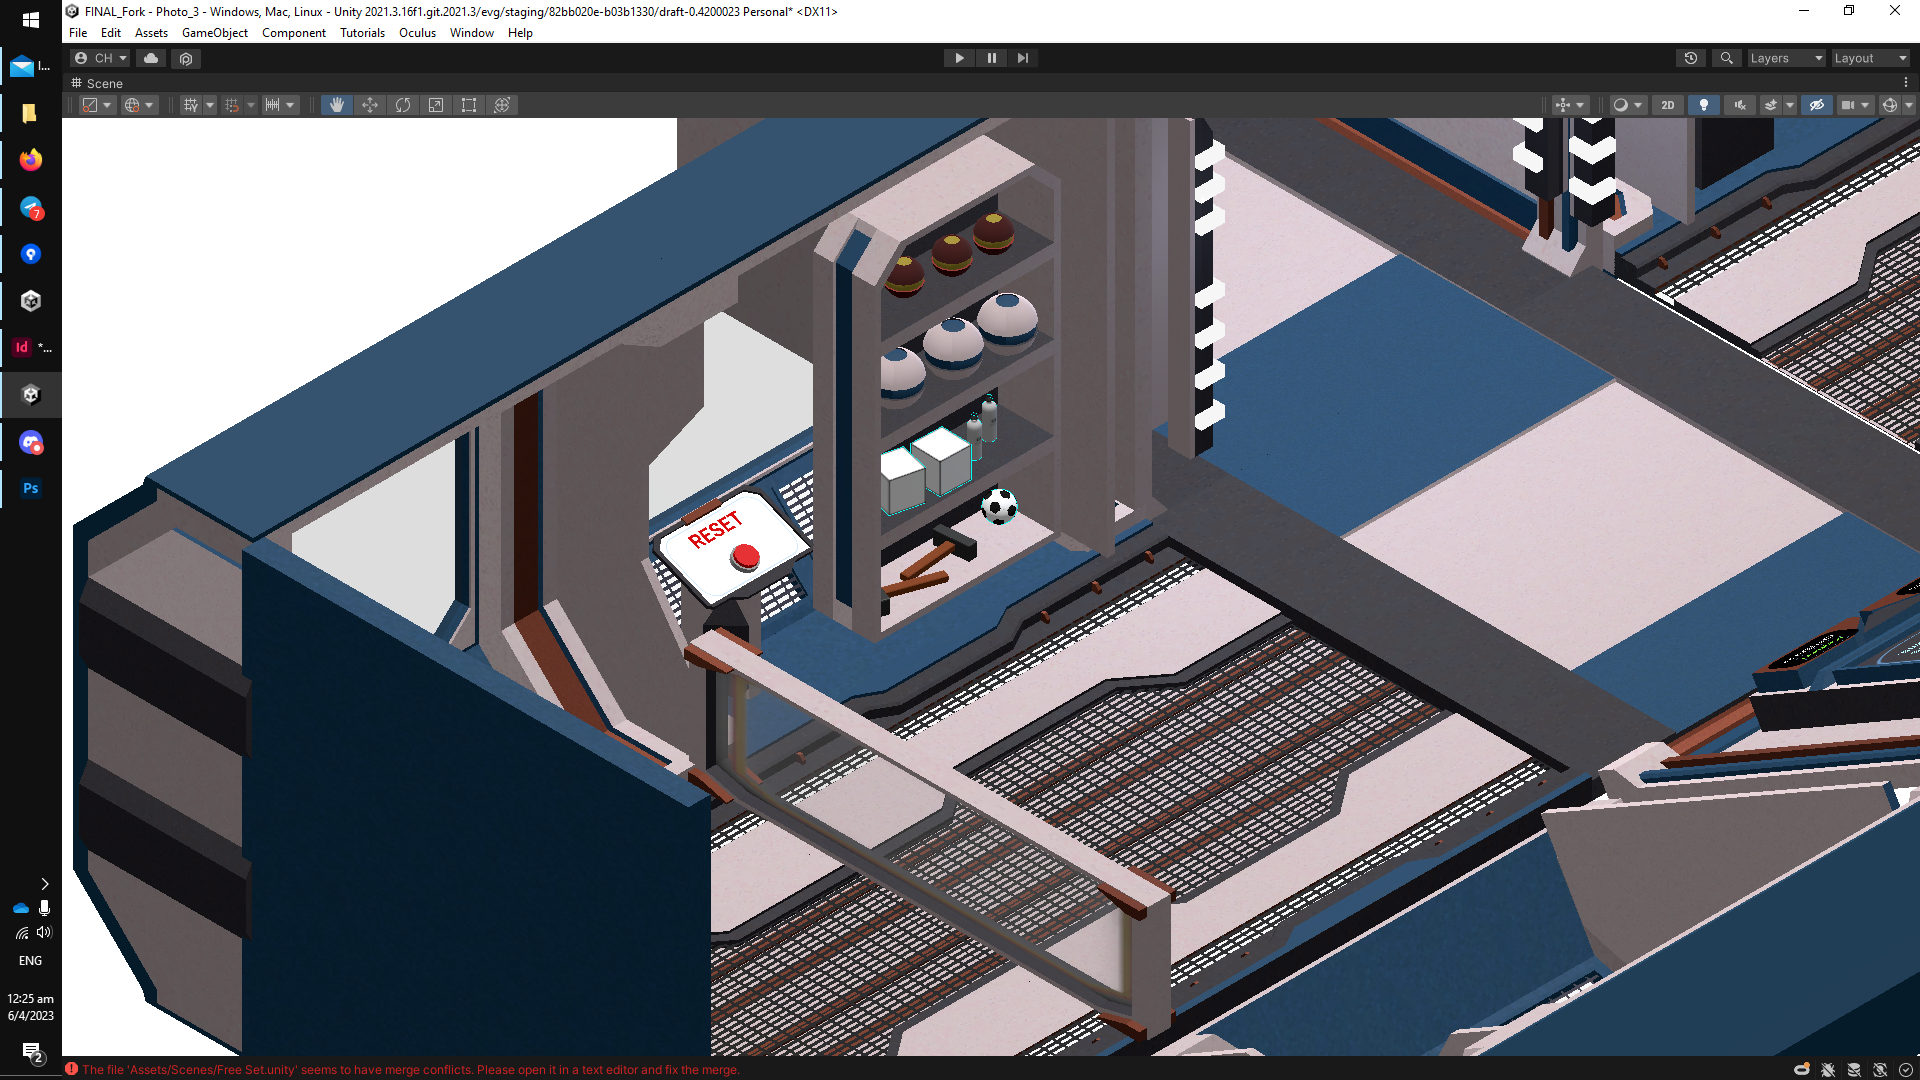 FINAL_Fork - Photo_3 - Windows, Mac, Linux - Unity 2021.3.16f1.git.2021.3/evg/staging/82bb020e-b03b1330/draft-0.4200023 Personal* <DX11>
File Edit Assets GameObject Component Tutorials Oculus Window Help
CH
Layers
Layout
Scene
2D
I...
7
Id *...
Ps
RESET
ENG
12:25 am
6/4/2023
2
The file 'Assets/Scenes/Free Set.unity' seems to have merge conflicts. Please open it in a text editor and fix the merge.